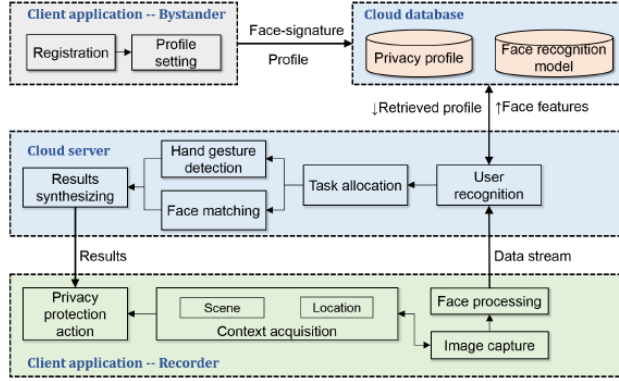 Client application -- Bystander
Registration
Profile
setting
Face-signature
Profile
Cloud database
Privacy profile
Face recognition
model
↓Retrieved profile
↑Face features
Cloud server
Results
synthesizing
Hand gesture
detection
Face matching
Task allocation
User
recognition
Results
Data stream
Privacy
protection
action
Scene
Location
Context acquisition
Face processing
Image capture
Client application -- Recorder